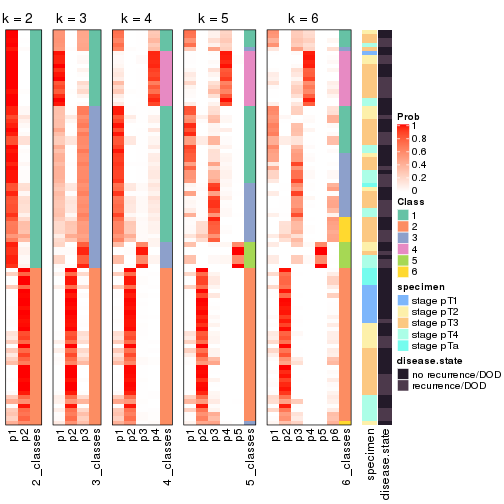 k = 2
k = 3
k = 4
k = 5
k = 6
Prob
1
0.8
0.6
0.4
0.2
0
Class
1
2
3
4
5
6
specimen
stage pT1
stage pT2
stage pT3
stage pT4
stage pTa
disease.state
no recurrence/DOD
recurrence/DOD
p1
p2
2_classes
p1
p2
p3
3_classes
p1
p2
p3
p4
4_classes
p1
p2
p3
p4
p5
5_classes
p1
p2
p3
p4
p5
p6
6_classes
specimen
disease.state